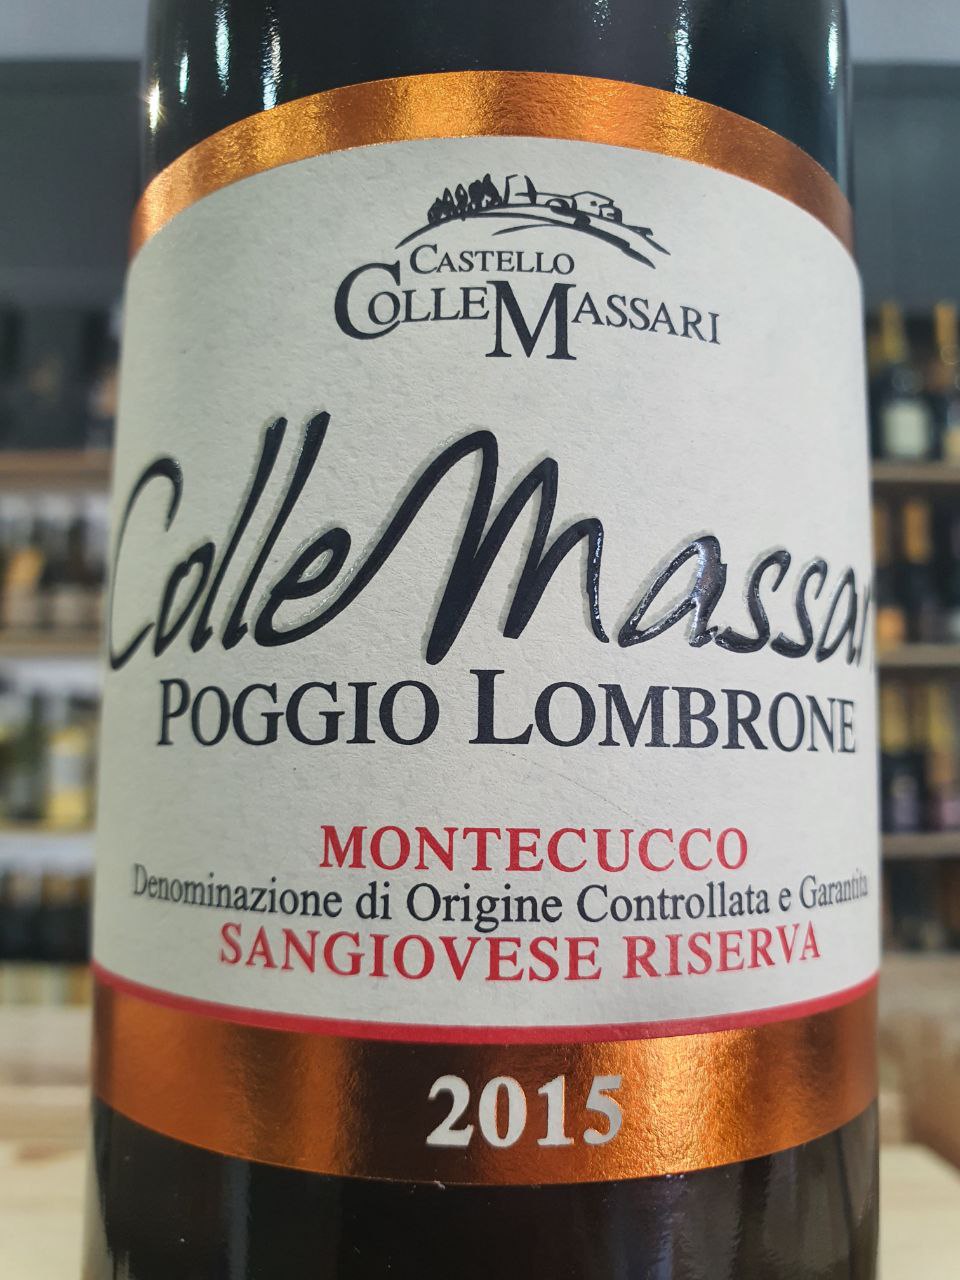 CASTELLO
COLLEMASSARI
ColleMassari
POGGIO LOMBRONE
MONTECUCCO
Denominazione di Origine Controllata e Garantita
SANGIOVESE RISERVA
2015